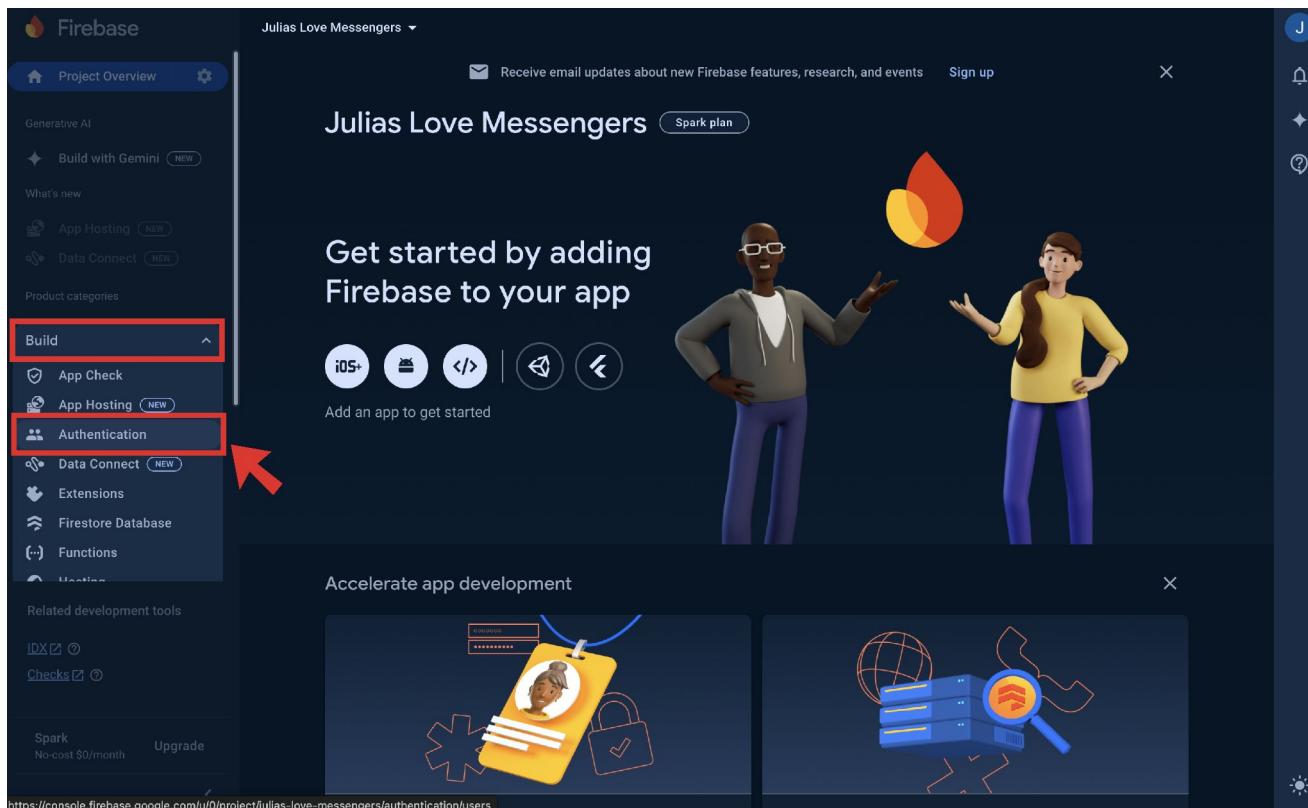 Firebase
Julias Love Messengers
J
Project Overview
Receive email updates about new Firebase features, research, and events Sign up
Generative AI
Julias Love Messengers Spark plan
Build with Gemini NEW
What's new
App Hosting NEW
Data Connect NEW
Get started by adding
Firebase to your app
Product categories
Build
iOS+
App Check
App Hosting NEW
Add an app to get started
Authentication
Data Connect NEW
Extensions
Firestore Database
Functions
Hosting
Accelerate app development
Related development tools
IDX
Checks
Spark
No-cost $0/month
Upgrade
https://console.firebase.google.com/u/0/project/julias-love-messengers/authentication/users